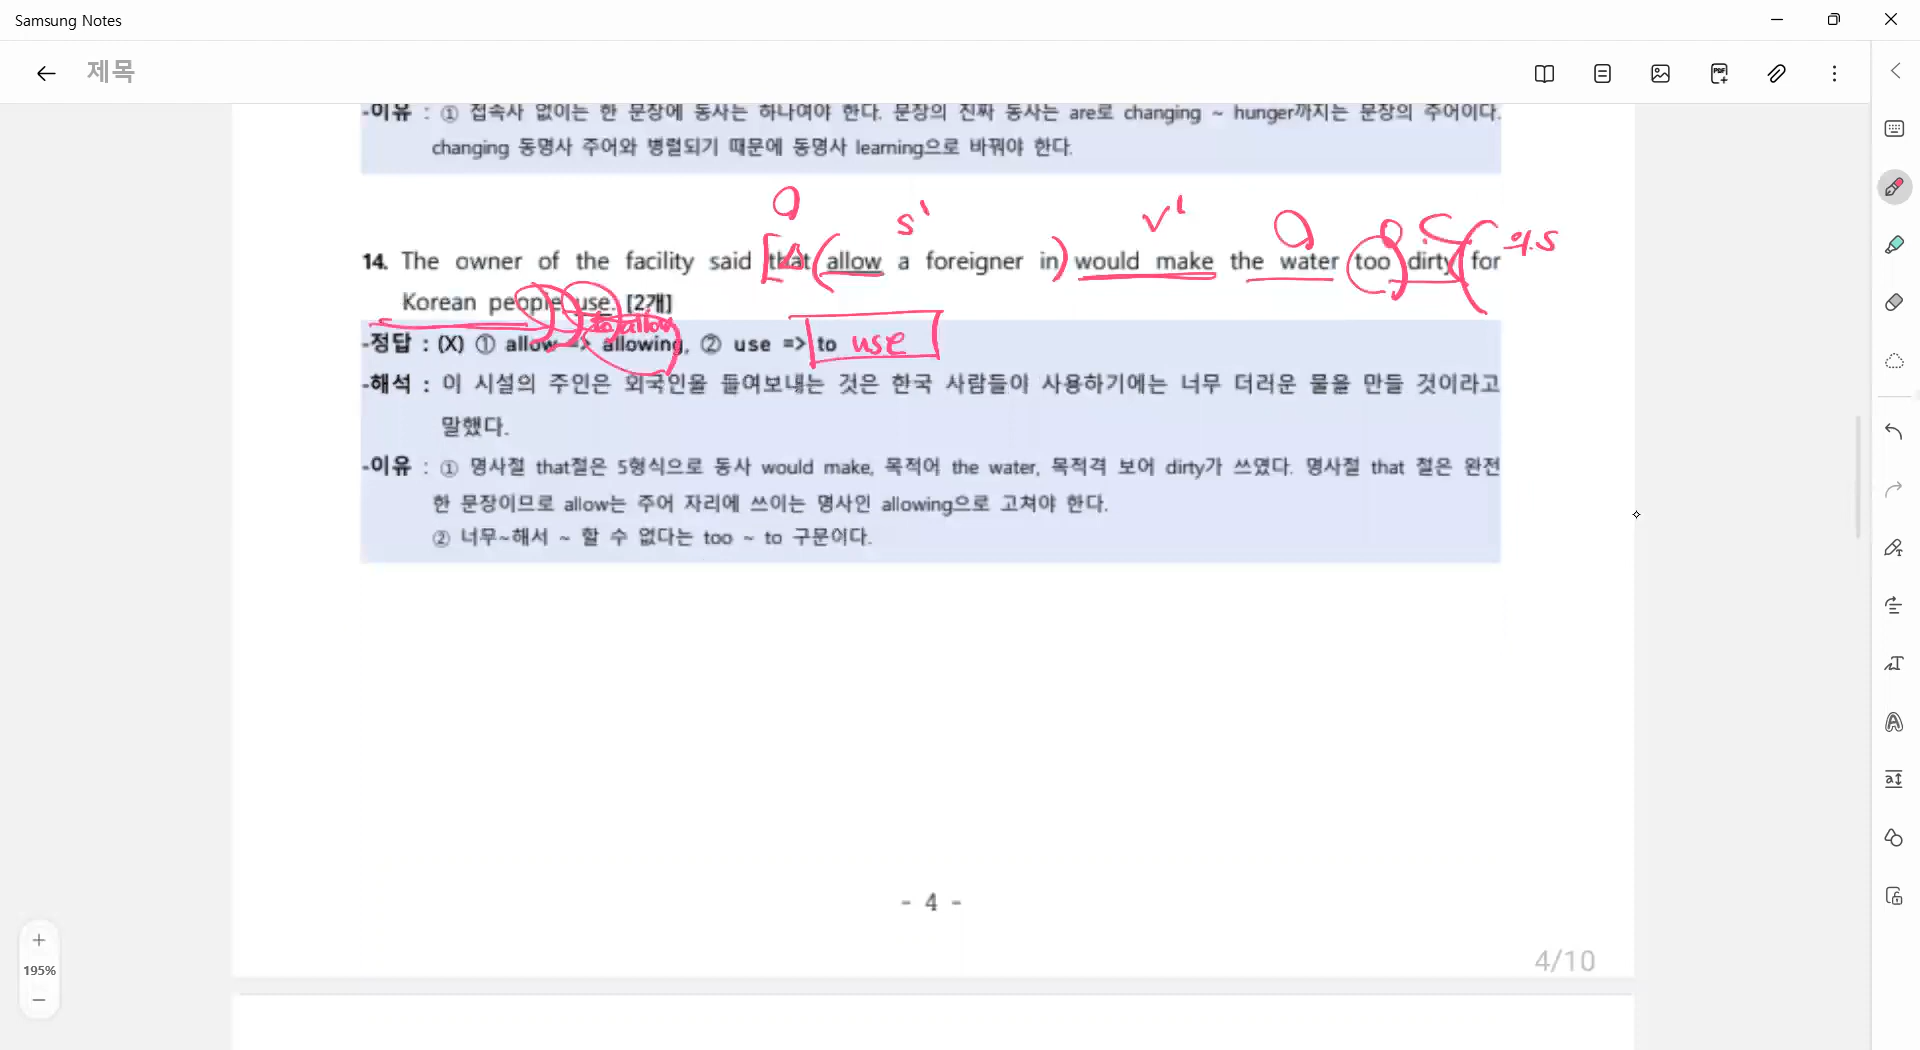 Samsung Notes
제목
-이유 : ① 접속사 없이는 한 문장에 동사는 하나여야 한다. 문장의 진짜 동사는 are로 changing ~ hunger까지는 문장의 주어이다.
changing 동명사 주어와 병렬되기 때문에 동명사 learning으로 바꿔야 한다.
s' v'
14. The owner of the facility said that allow a foreigner in would make the water too dirty for
Korean people use. [2개]
to allow
-정답 : (X) ① allow => allowing, ② use => to use
-해석 : 이 시설의 주인은 외국인을 들여보내는 것은 한국 사람들이 사용하기에는 너무 더러운 물을 만들 것이라고
말했다.
-이유 : ① 명사절 that절은 5형식으로 동사 would make, 목적어 the water, 목적격 보어 dirty가 쓰였다. 명사절 that 절은 완전
한 문장이므로 allow는 주어 자리에 쓰이는 명사인 allowing으로 고쳐야 한다.
② 너무~해서 ~ 할 수 없다는 too ~ to 구문이다.
- 4 -
4/10
195%